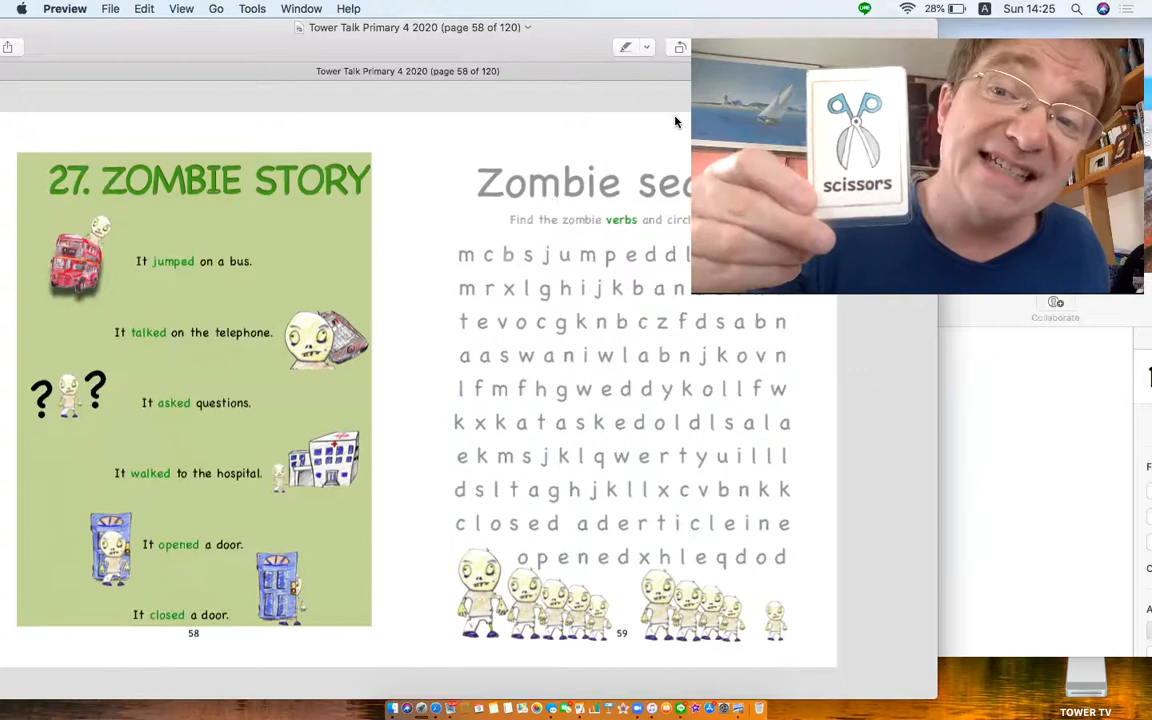 Preview File Edit View Go Tools Window Help
28% A Sun 14:25
Tower Talk Primary 4 2020 (page 58 of 120)
Tower Talk Primary 4 2020 (page 58 of 120)
27. ZOMBIE STORY
It jumped on a bus.
It talked on the telephone.
? ?
It asked questions.
It walked to the hospital.
It opened a door.
It closed a door.
58
Zombie sea
Find the zombie verbs and circl
m c b s j u m p e d d l
m r x l g h i j k b a n
t e v o c g k n b c z f d s a b n
a a s w a n i w l a b n j k o v n
l f m f h g w e d d y k o l l f w
k x k a t a s k e d o l d l s a l a
e k m s j k l q w e r t y u i l l l
d s l t a g h j k l l x c v b n k k
c l o s e d a d e r t i c l e i n e
o p e n e d x h l e q d o d
59
scissors
Collaborate
TOWER TV